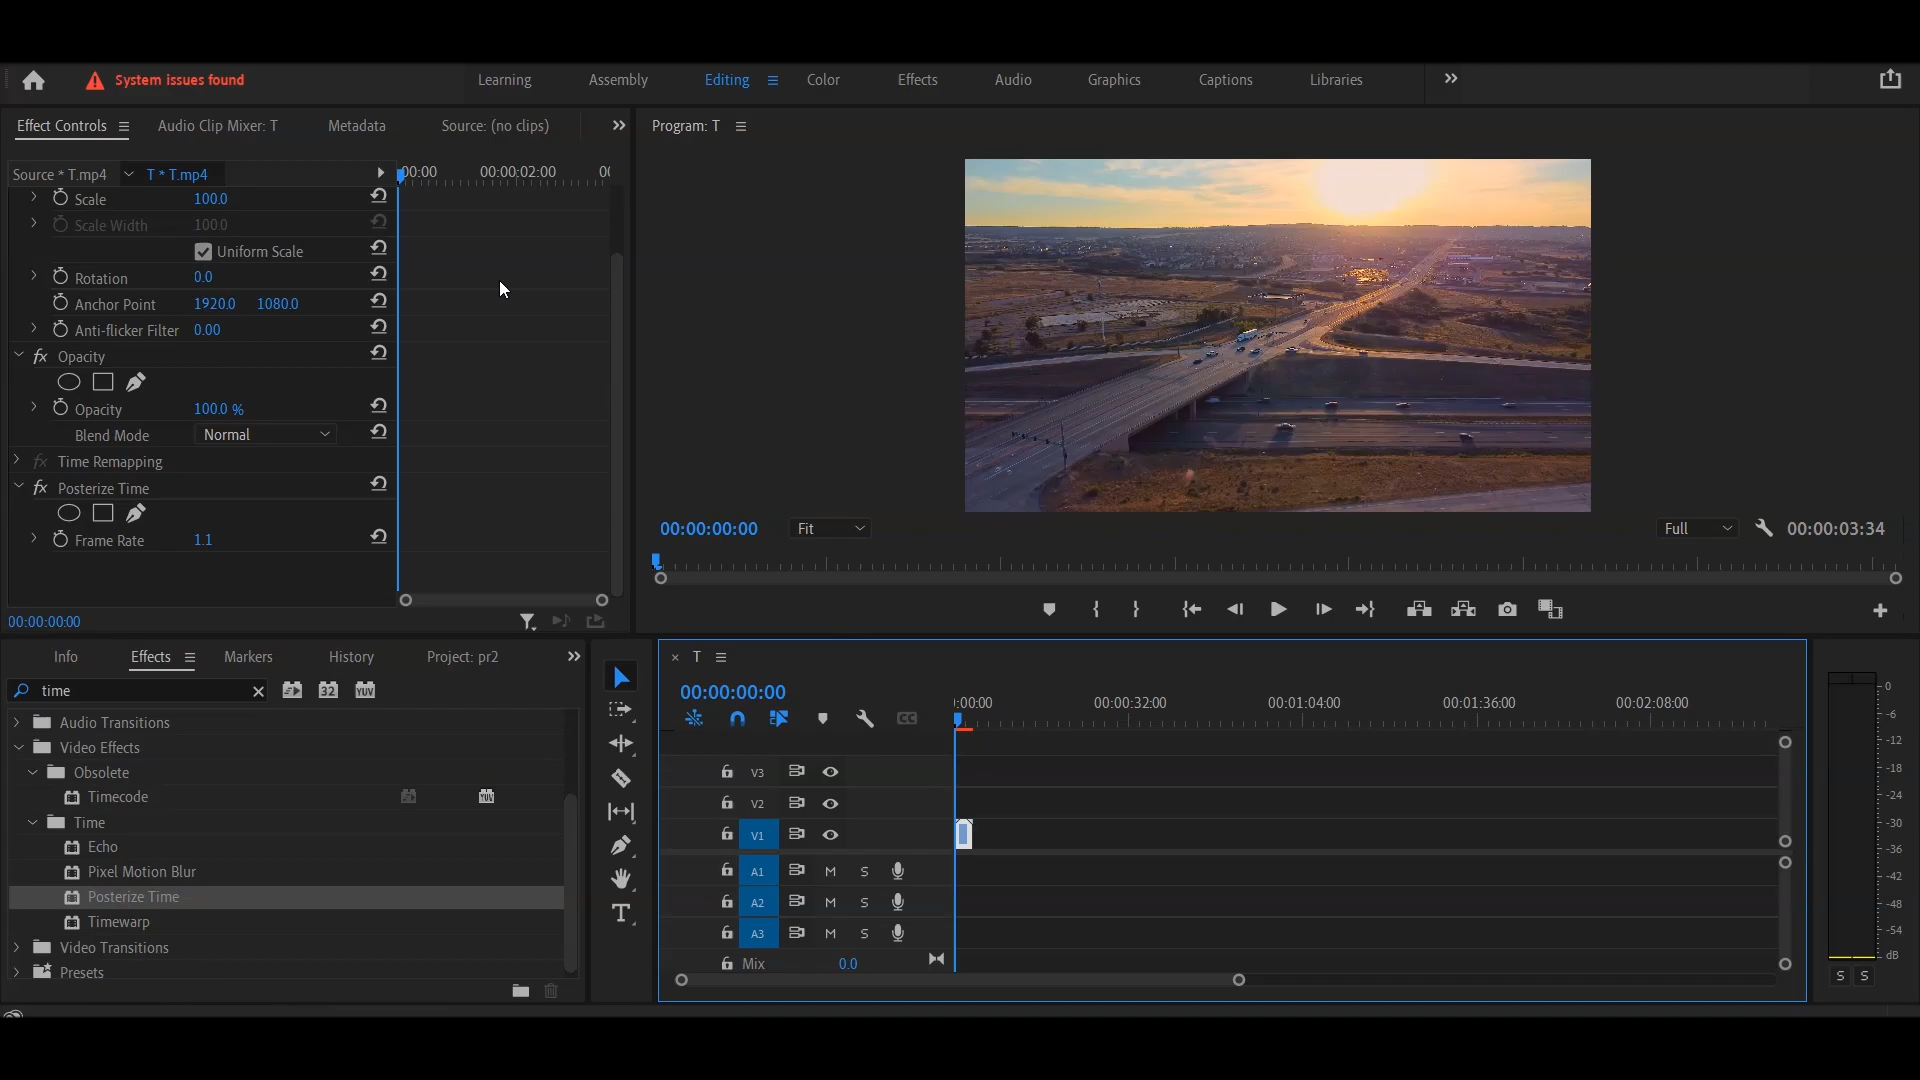 System issues found
Learning Assembly Editing Color Effects Audio Graphics Captions Libraries
Effect Controls Audio Clip Mixer: T Metadata Source: (no clips)
Program: T
Source * T.mp4 T * T.mp4
00:00 00:00:02:00
Scale 100.0
Scale Width 100.0
Uniform Scale
Rotation 0.0
Anchor Point 1920.0 1080.0
Anti-flicker Filter 0.00
fx Opacity
Opacity 100.0 %
Blend Mode Normal
fx Time Remapping
fx Posterize Time
Frame Rate 1.1
00:00:00:00
00:00:00:00 Fit Full 00:00:03:34
Info Effects Markers History Project: pr2
time 32 YUV
Audio Transitions
Video Effects
Obsolete
Timecode YUV
Time
Echo
Pixel Motion Blur
Posterize Time
Timewarp
Video Transitions
Presets
T
T
00:00:00:00
:00:00 00:00:32:00 00:01:04:00 00:01:36:00 00:02:08:00
CC
V3
V2
V1
A1 M S
A2 M S
A3 M S
Mix 0.0
0
-6
-12
-18
-24
-30
-36
-42
-48
-54
dB
S S